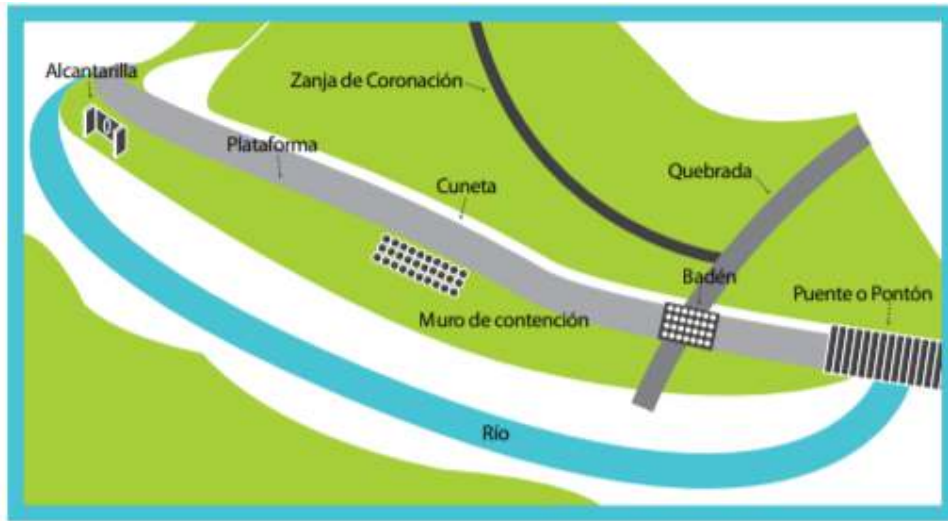 Alcantarilla
Zanja de Coronación
Plataforma
Quebrada
Cuneta
Badén
Puente o Pontón
Muro de contención
Río